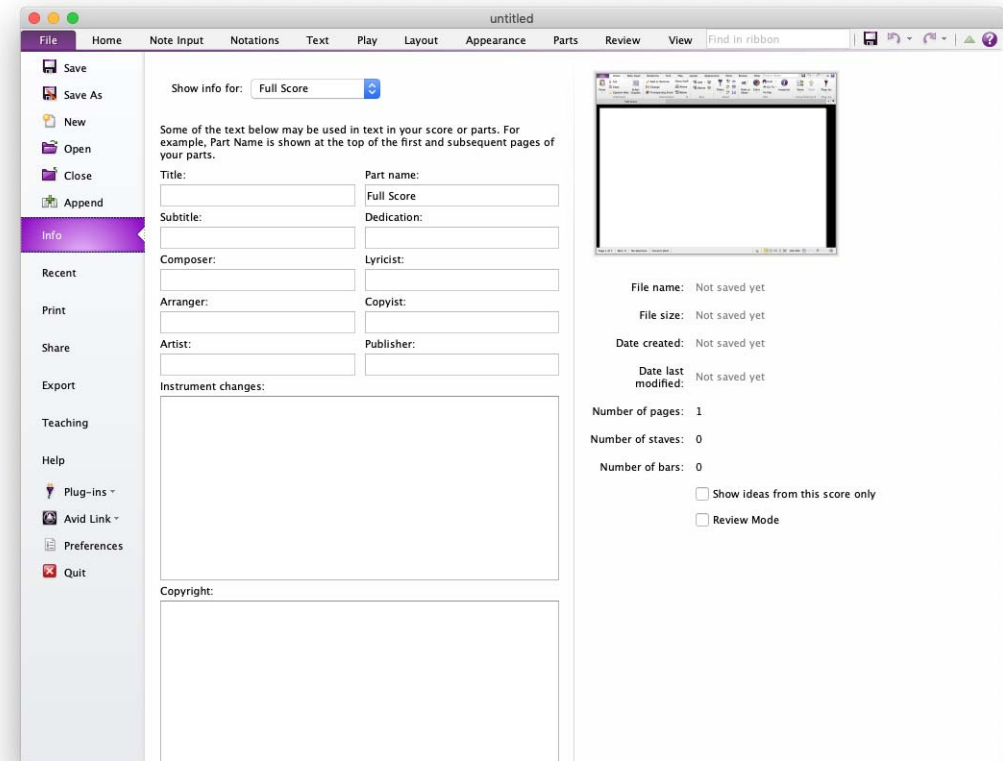 untitled
File Home Note Input Notations Text Play Layout Appearance Parts Review View Find in ribbon
Save
Save As
New
Open
Close
Append
Info
Recent
Print
Share
Export
Teaching
Help
Plug-ins
Avid Link
Preferences
Quit
Show info for: Full Score
Some of the text below may be used in text in your score or parts. For
example, Part Name is shown at the top of the first and subsequent pages of
your parts.
Title: Part name:
Full Score
Subtitle: Dedication:
Composer: Lyricist:
Arranger: Copyist:
Artist: Publisher:
Instrument changes:
Copyright:
File name: Not saved yet
File size: Not saved yet
Date created: Not saved yet
Date last
modified: Not saved yet
Number of pages: 1
Number of staves: 0
Number of bars: 0
Show ideas from this score only
Review Mode